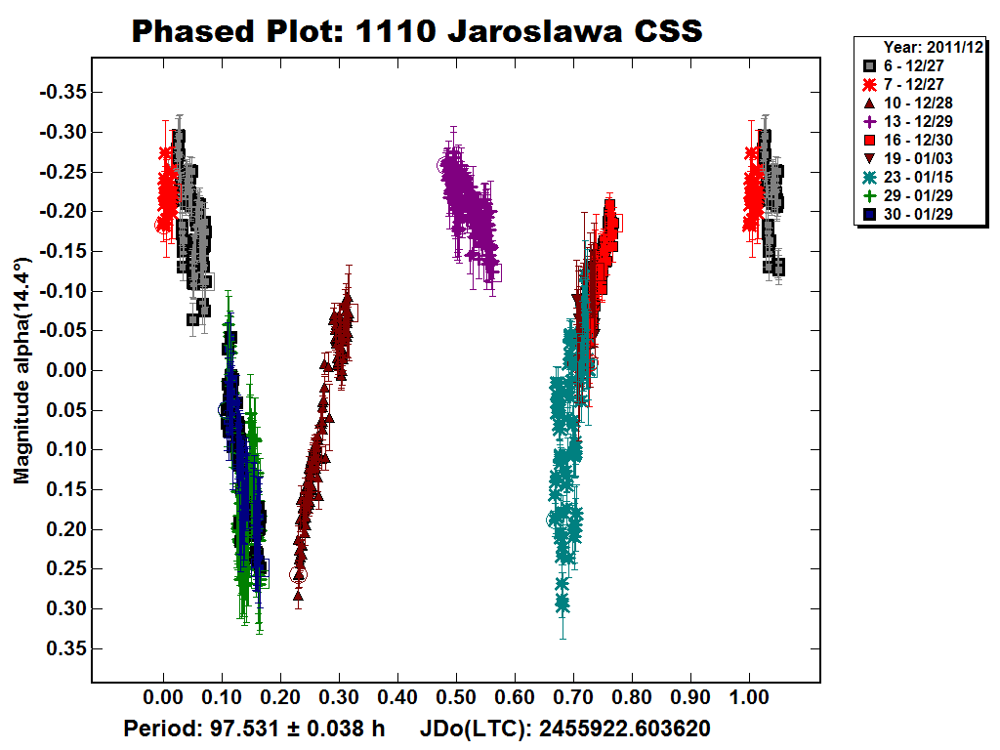 Phased Plot: 1110 Jaroslawa CSS
Year: 2011/12
6 - 12/27
7 - 12/27
10 - 12/28
13 - 12/29
16 - 12/30
19 - 01/03
23 - 01/15
29 - 01/29
30 - 01/29
Magnitude alpha(14.4°)
-0.35
-0.30
-0.25
-0.20
-0.15
-0.10
-0.05
0.00
0.05
0.10
0.15
0.20
0.25
0.30
0.35
0.00 0.10 0.20 0.30 0.40 0.50 0.60 0.70 0.80 0.90 1.00
Period: 97.531 ± 0.038 h JDo(LTC): 2455922.603620